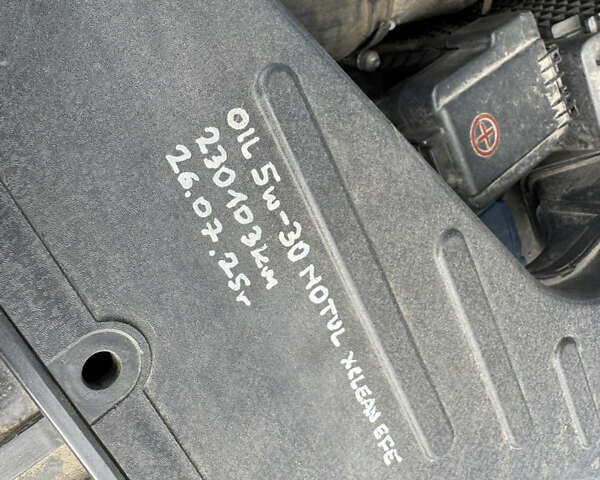 OIL 5W-30 MOTUL XCLEAN EFE
230103km
26.07.25г